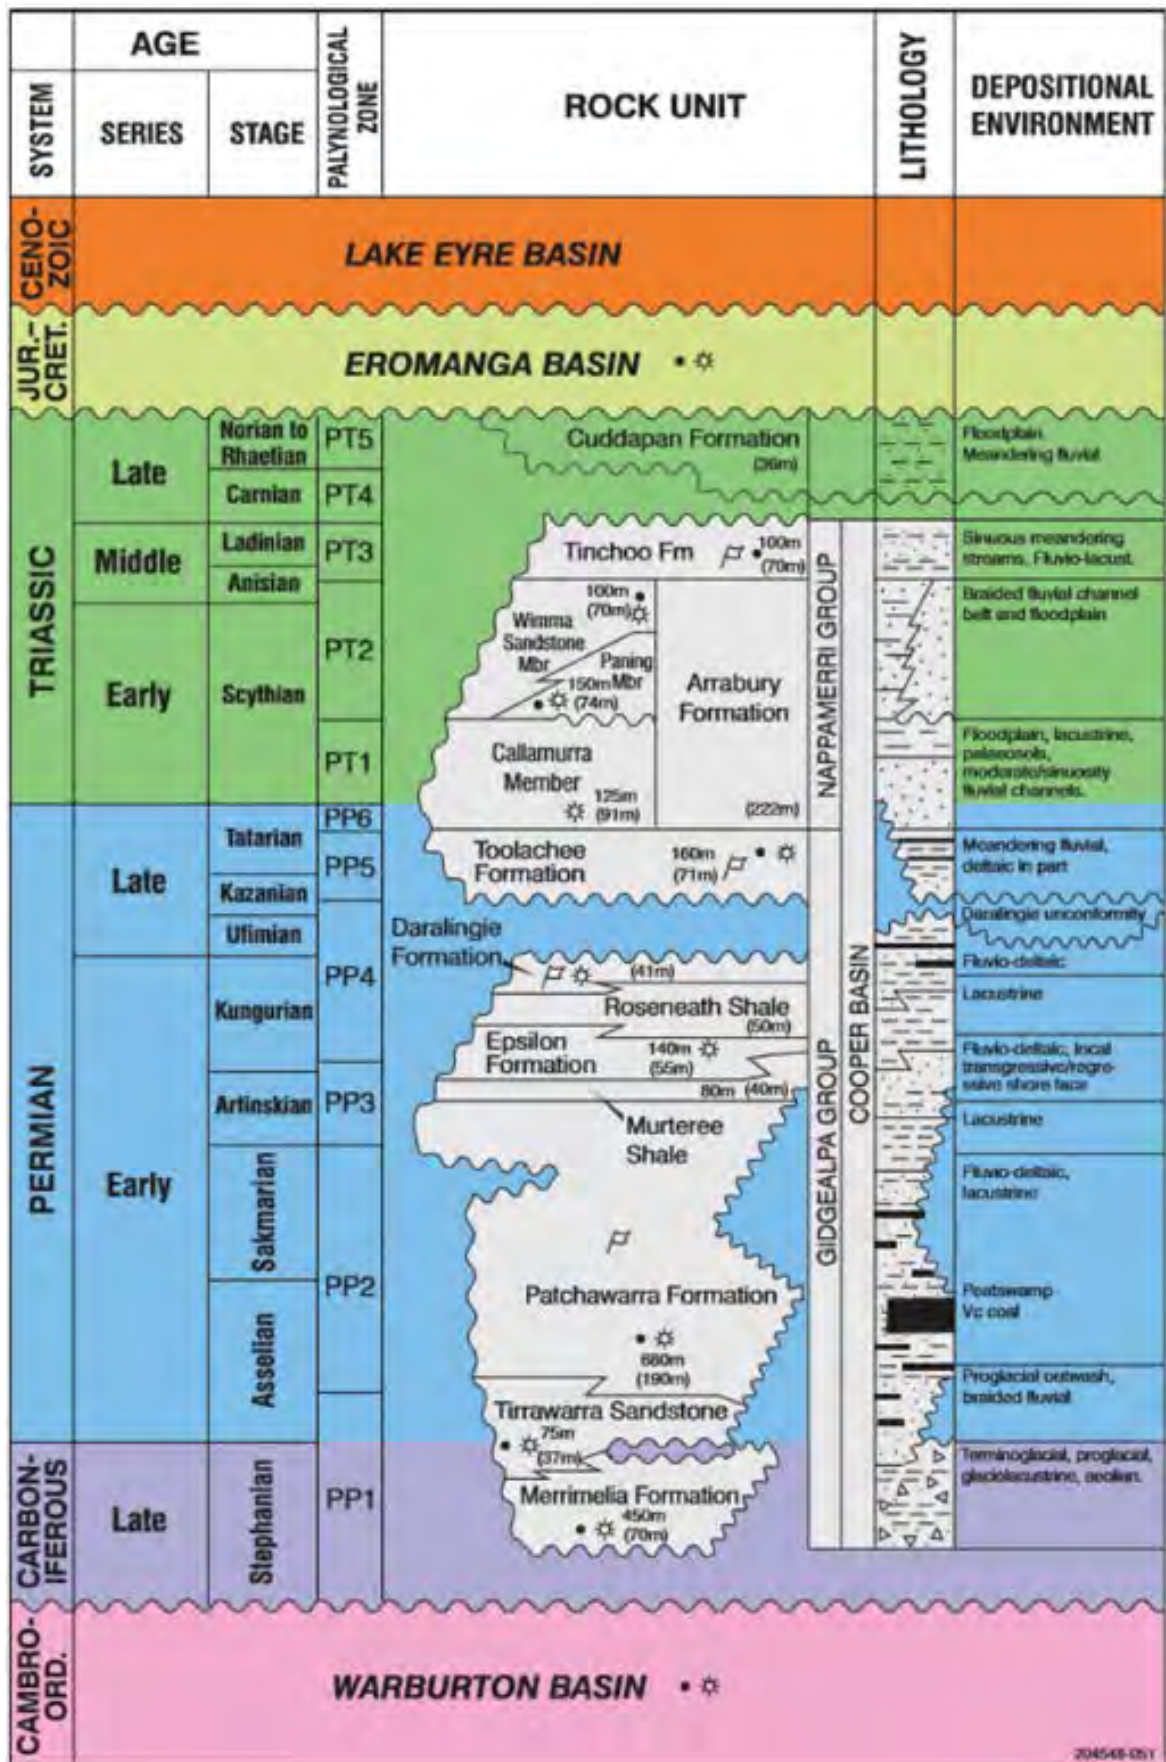 AGE
SYSTEM
SERIES
STAGE
PALYNOLOGICAL
ZONE
ROCK UNIT
LITHOLOGY
DEPOSITIONAL
ENVIRONMENT
CENO-
ZOIC
LAKE EYRE BASIN
JUR.–
CRET.
EROMANGA BASIN
TRIASSIC
Late
Norian to
Rhaetian
PT5
Cuddapan Formation
(36m)
Floodplain
Meandering fluvial
Carnian
PT4
Middle
Ladinian
PT3
Tinchoo Fm
100m
(70m)
Sinuous meandering
streams. Fluvio-lacust.
Anisian
Early
Scythian
PT2
100m
(70m)
Wimma
Sandstone
Mbr
Paning
Mbr
150m
(74m)
Arrabury
Formation
(222m)
Braided fluvial channel
belt and floodplain
PT1
Callamurra
Member
125m
(91m)
Floodplain, lacustrine,
palaeosols,
moderate/sinuosity
fluvial channels.
NAPPAMERRI GROUP
PERMIAN
Late
Tatarian
PP6
PP5
Toolachee
Formation
160m
(71m)
Meandering fluvial,
deltaic in part
Kazanian
Ufimian
Daralingie unconformity
Daralingie
Formation
(41m)
Fluvio-deltaic
PP4
Early
Kungurian
Roseneath Shale
(50m)
Lacustrine
Epsilon
Formation
140m
(55m)
Fluvio-deltaic, local
transgressive/regre-
ssive shore face
Artinskian
PP3
80m (40m)
Murteree
Shale
Lacustrine
GIDGEALPA GROUP
COOPER BASIN
Sakmarian
Fluvio-deltaic,
lacustrine
PP2
Patchawarra Formation
680m
(190m)
Peatswamp
Vc coal
Asselian
Tirrawarra Sandstone
75m
(37m)
Proglacial outwash,
braided fluvial
CARBON-
IFEROUS
Late
Stephanian
PP1
Merrimelia Formation
450m
(70m)
Terminoglacial, proglacial,
glaciolacustrine, aeolian.
CAMBRO-
ORD.
WARBURTON BASIN